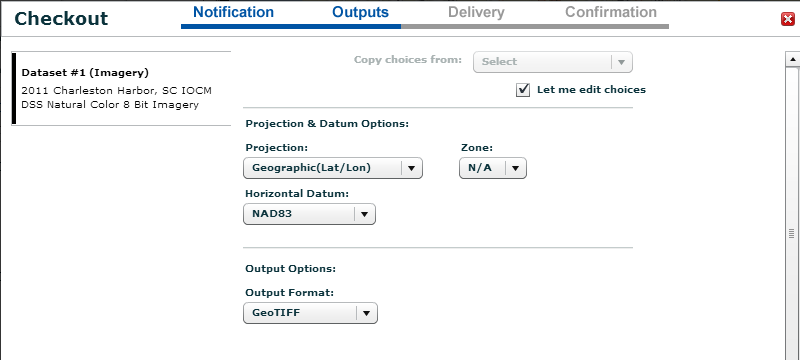 Checkout
Notification Outputs Delivery Confirmation
Dataset #1 (Imagery)
2011 Charleston Harbor, SC IOCM
DSS Natural Color 8 Bit Imagery
Copy choices from: Select
Let me edit choices
Projection & Datum Options:
Projection: Zone:
Geographic(Lat/Lon) N/A
Horizontal Datum:
NAD83
Output Options:
Output Format:
GeoTIFF